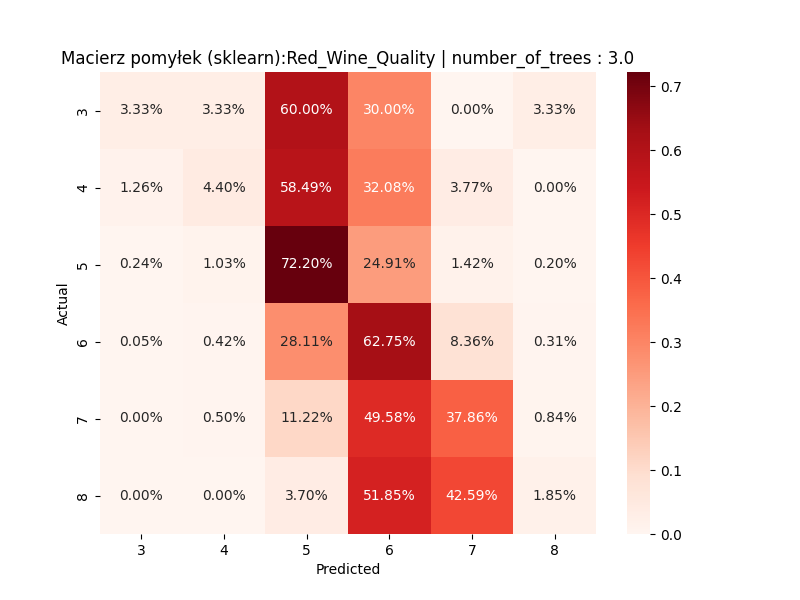 Macierz pomyłek (sklearn):Red_Wine_Quality | number_of_trees : 3.0
3 3.33% 3.33% 60.00% 30.00% 0.00% 3.33%
4 1.26% 4.40% 58.49% 32.08% 3.77% 0.00%
5 0.24% 1.03% 72.20% 24.91% 1.42% 0.20%
6 0.05% 0.42% 28.11% 62.75% 8.36% 0.31%
7 0.00% 0.50% 11.22% 49.58% 37.86% 0.84%
8 0.00% 0.00% 3.70% 51.85% 42.59% 1.85%
3 4 5 6 7 8
Predicted
Actual
0.7
0.6
0.5
0.4
0.3
0.2
0.1
0.0